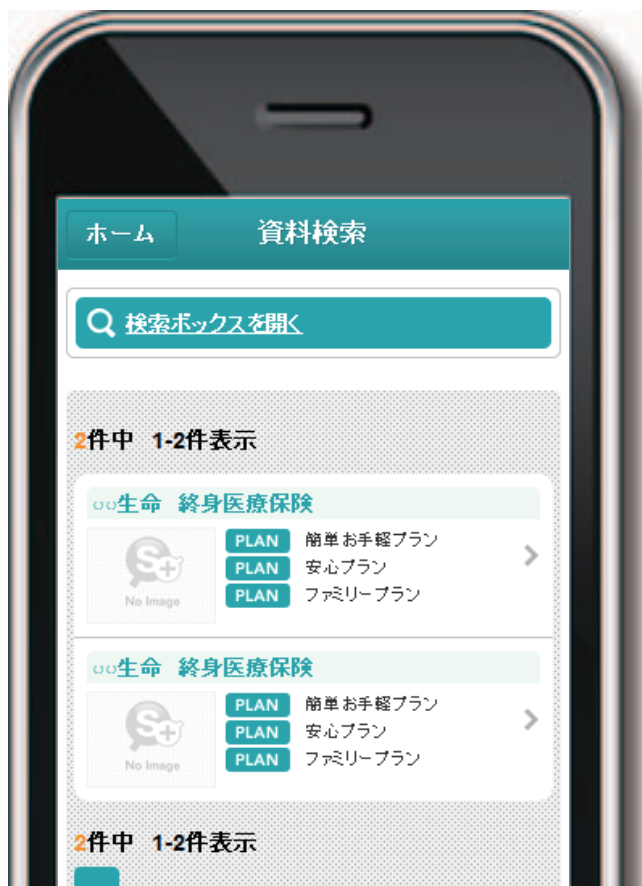 ホーム
資料検索
検索ボックスを開く
2件中 1-2件表示
○○生命 終身医療保険
S+
No Image
PLAN 簡単お手軽プラン
PLAN 安心プラン
PLAN ファミリープラン
○○生命 終身医療保険
S+
No Image
PLAN 簡単お手軽プラン
PLAN 安心プラン
PLAN ファミリープラン
2件中 1-2件表示